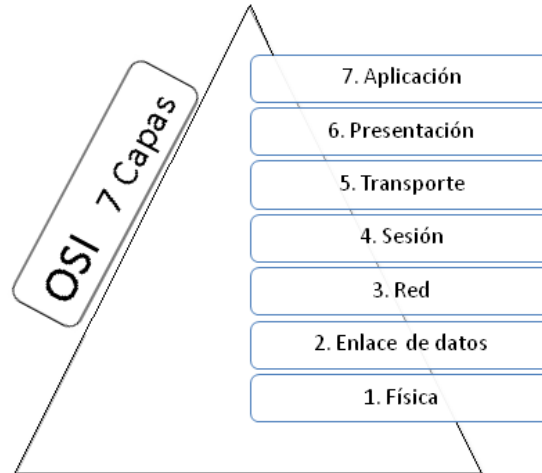 OSI 7 Capas
7. Aplicación
6. Presentación
5. Transporte
4. Sesión
3. Red
2. Enlace de datos
1. Física